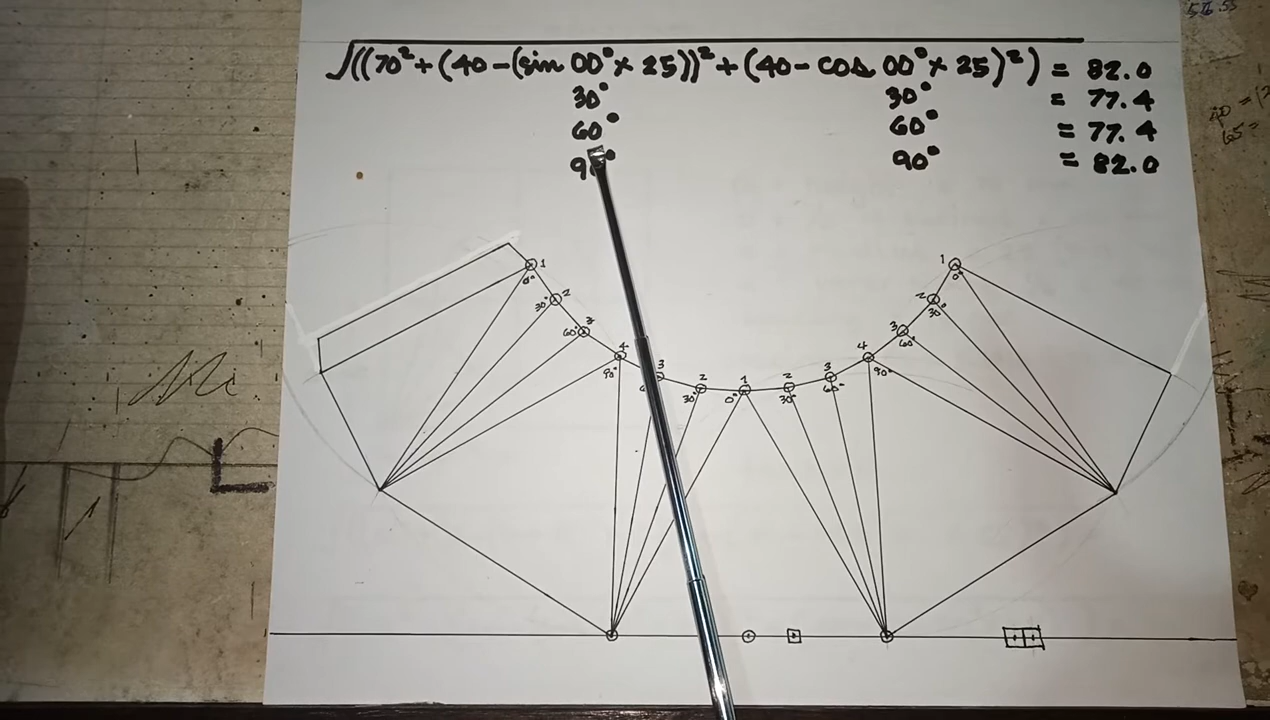 √((70²+(40-(sin 00°×25))²+(40-cos 00°×25)²) = 82.0
30° 30° = 77.4
60° 60° = 77.4
90° 90° = 82.0
1 1
0° 0°
2 2
30° 30°
3 3
60° 60°
4 3 2 1 2 3 4
90° 30° 0° 30° 60° 90°